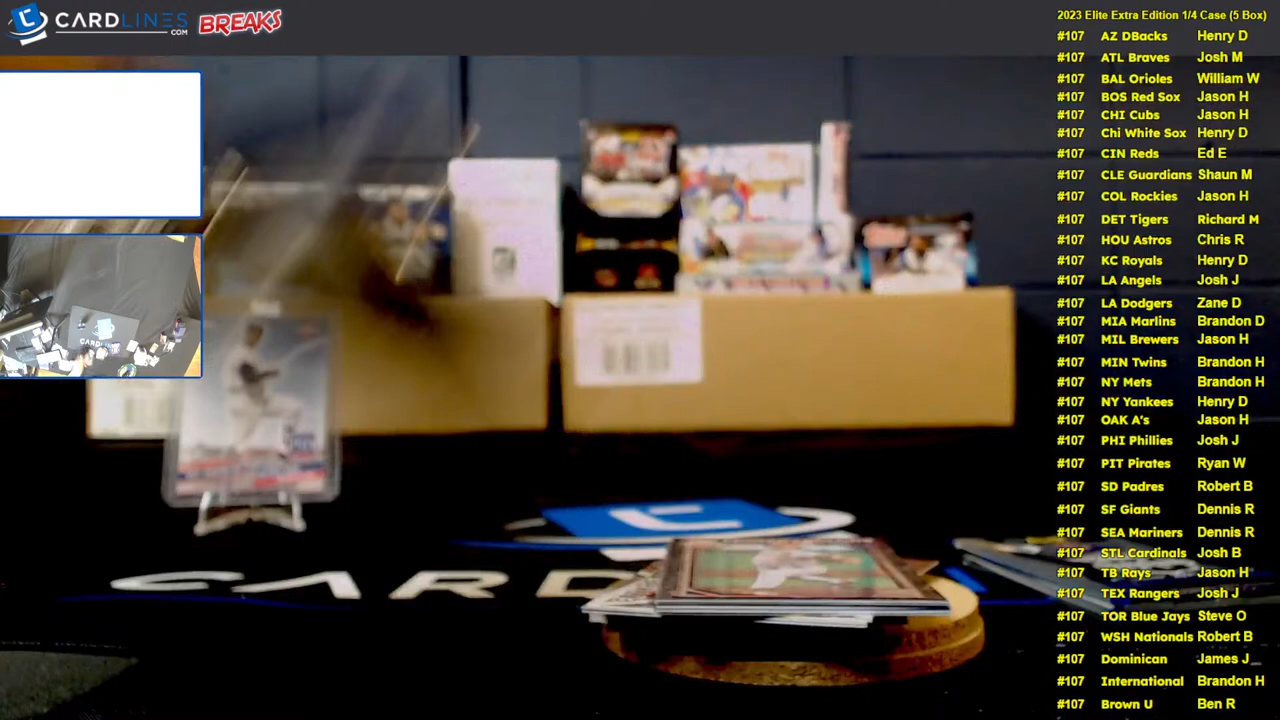 CARDLINES
.COM
BREAKS
2023 Elite Extra Edition 1/4 Case (5 Box)
#107 AZ DBacks Henry D
#107 ATL Braves Josh M
#107 BAL Orioles William W
#107 BOS Red Sox Jason H
#107 CHI Cubs Jason H
#107 Chi White Sox Henry D
#107 CIN Reds Ed E
#107 CLE Guardians Shaun M
#107 COL Rockies Jason H
#107 DET Tigers Richard M
#107 HOU Astros Chris R
#107 KC Royals Henry D
#107 LA Angels Josh J
#107 LA Dodgers Zane D
#107 MIA Marlins Brandon D
#107 MIL Brewers Jason H
#107 MIN Twins Brandon H
#107 NY Mets Brandon H
#107 NY Yankees Henry D
#107 OAK A's Jason H
#107 PHI Phillies Josh J
#107 PIT Pirates Ryan W
#107 SD Padres Robert B
#107 SF Giants Dennis R
#107 SEA Mariners Dennis R
#107 STL Cardinals Josh B
#107 TB Rays Jason H
#107 TEX Rangers Josh J
#107 TOR Blue Jays Steve O
#107 WSH Nationals Robert B
#107 Dominican James J
#107 International Brandon H
#107 Brown U Ben R
CARD